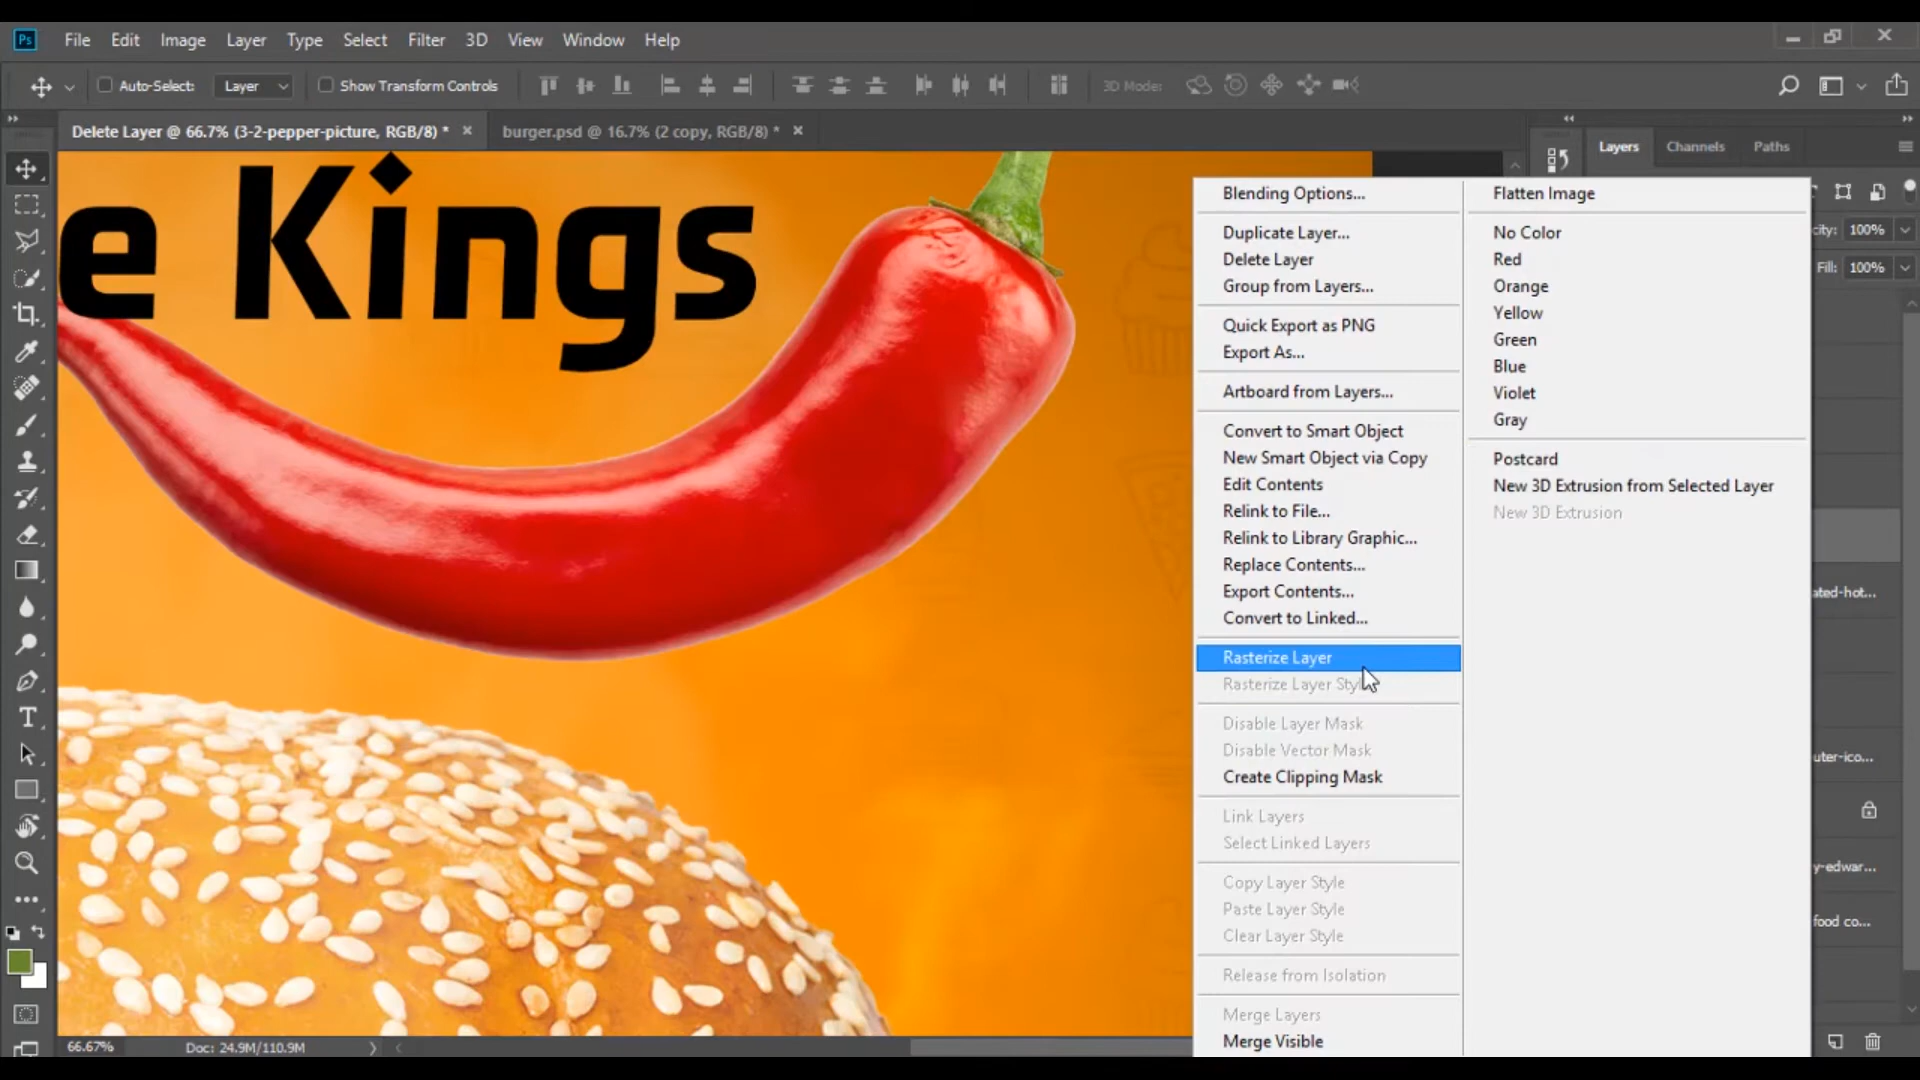 Ps File Edit Image Layer Type Select Filter 3D View Window Help
Auto-Select: Layer Show Transform Controls 3D Mode:
Delete Layer @ 66.7% (3-2-pepper-picture, RGB/8) * × burger.psd @ 16.7% (2 copy, RGB/8) * ×
Layers Channels Paths
e Kings
Blending Options...
Duplicate Layer...
Delete Layer
Group from Layers...
Quick Export as PNG
Export As...
Artboard from Layers...
Convert to Smart Object
New Smart Object via Copy
Edit Contents
Relink to File...
Relink to Library Graphic...
Replace Contents...
Export Contents...
Convert to Linked...
Rasterize Layer
Rasterize Layer Sty
Disable Layer Mask
Disable Vector Mask
Create Clipping Mask
Link Layers
Select Linked Layers
Copy Layer Style
Paste Layer Style
Clear Layer Style
Release from Isolation
Merge Layers
Merge Visible
Flatten Image
No Color
Red
Orange
Yellow
Green
Blue
Violet
Gray
Postcard
New 3D Extrusion from Selected Layer
New 3D Extrusion
city: 100%
Fill: 100%
ated-hot...
uter-ico...
y-edwar...
food co...
66.67% Doc: 24.9M/110.9M